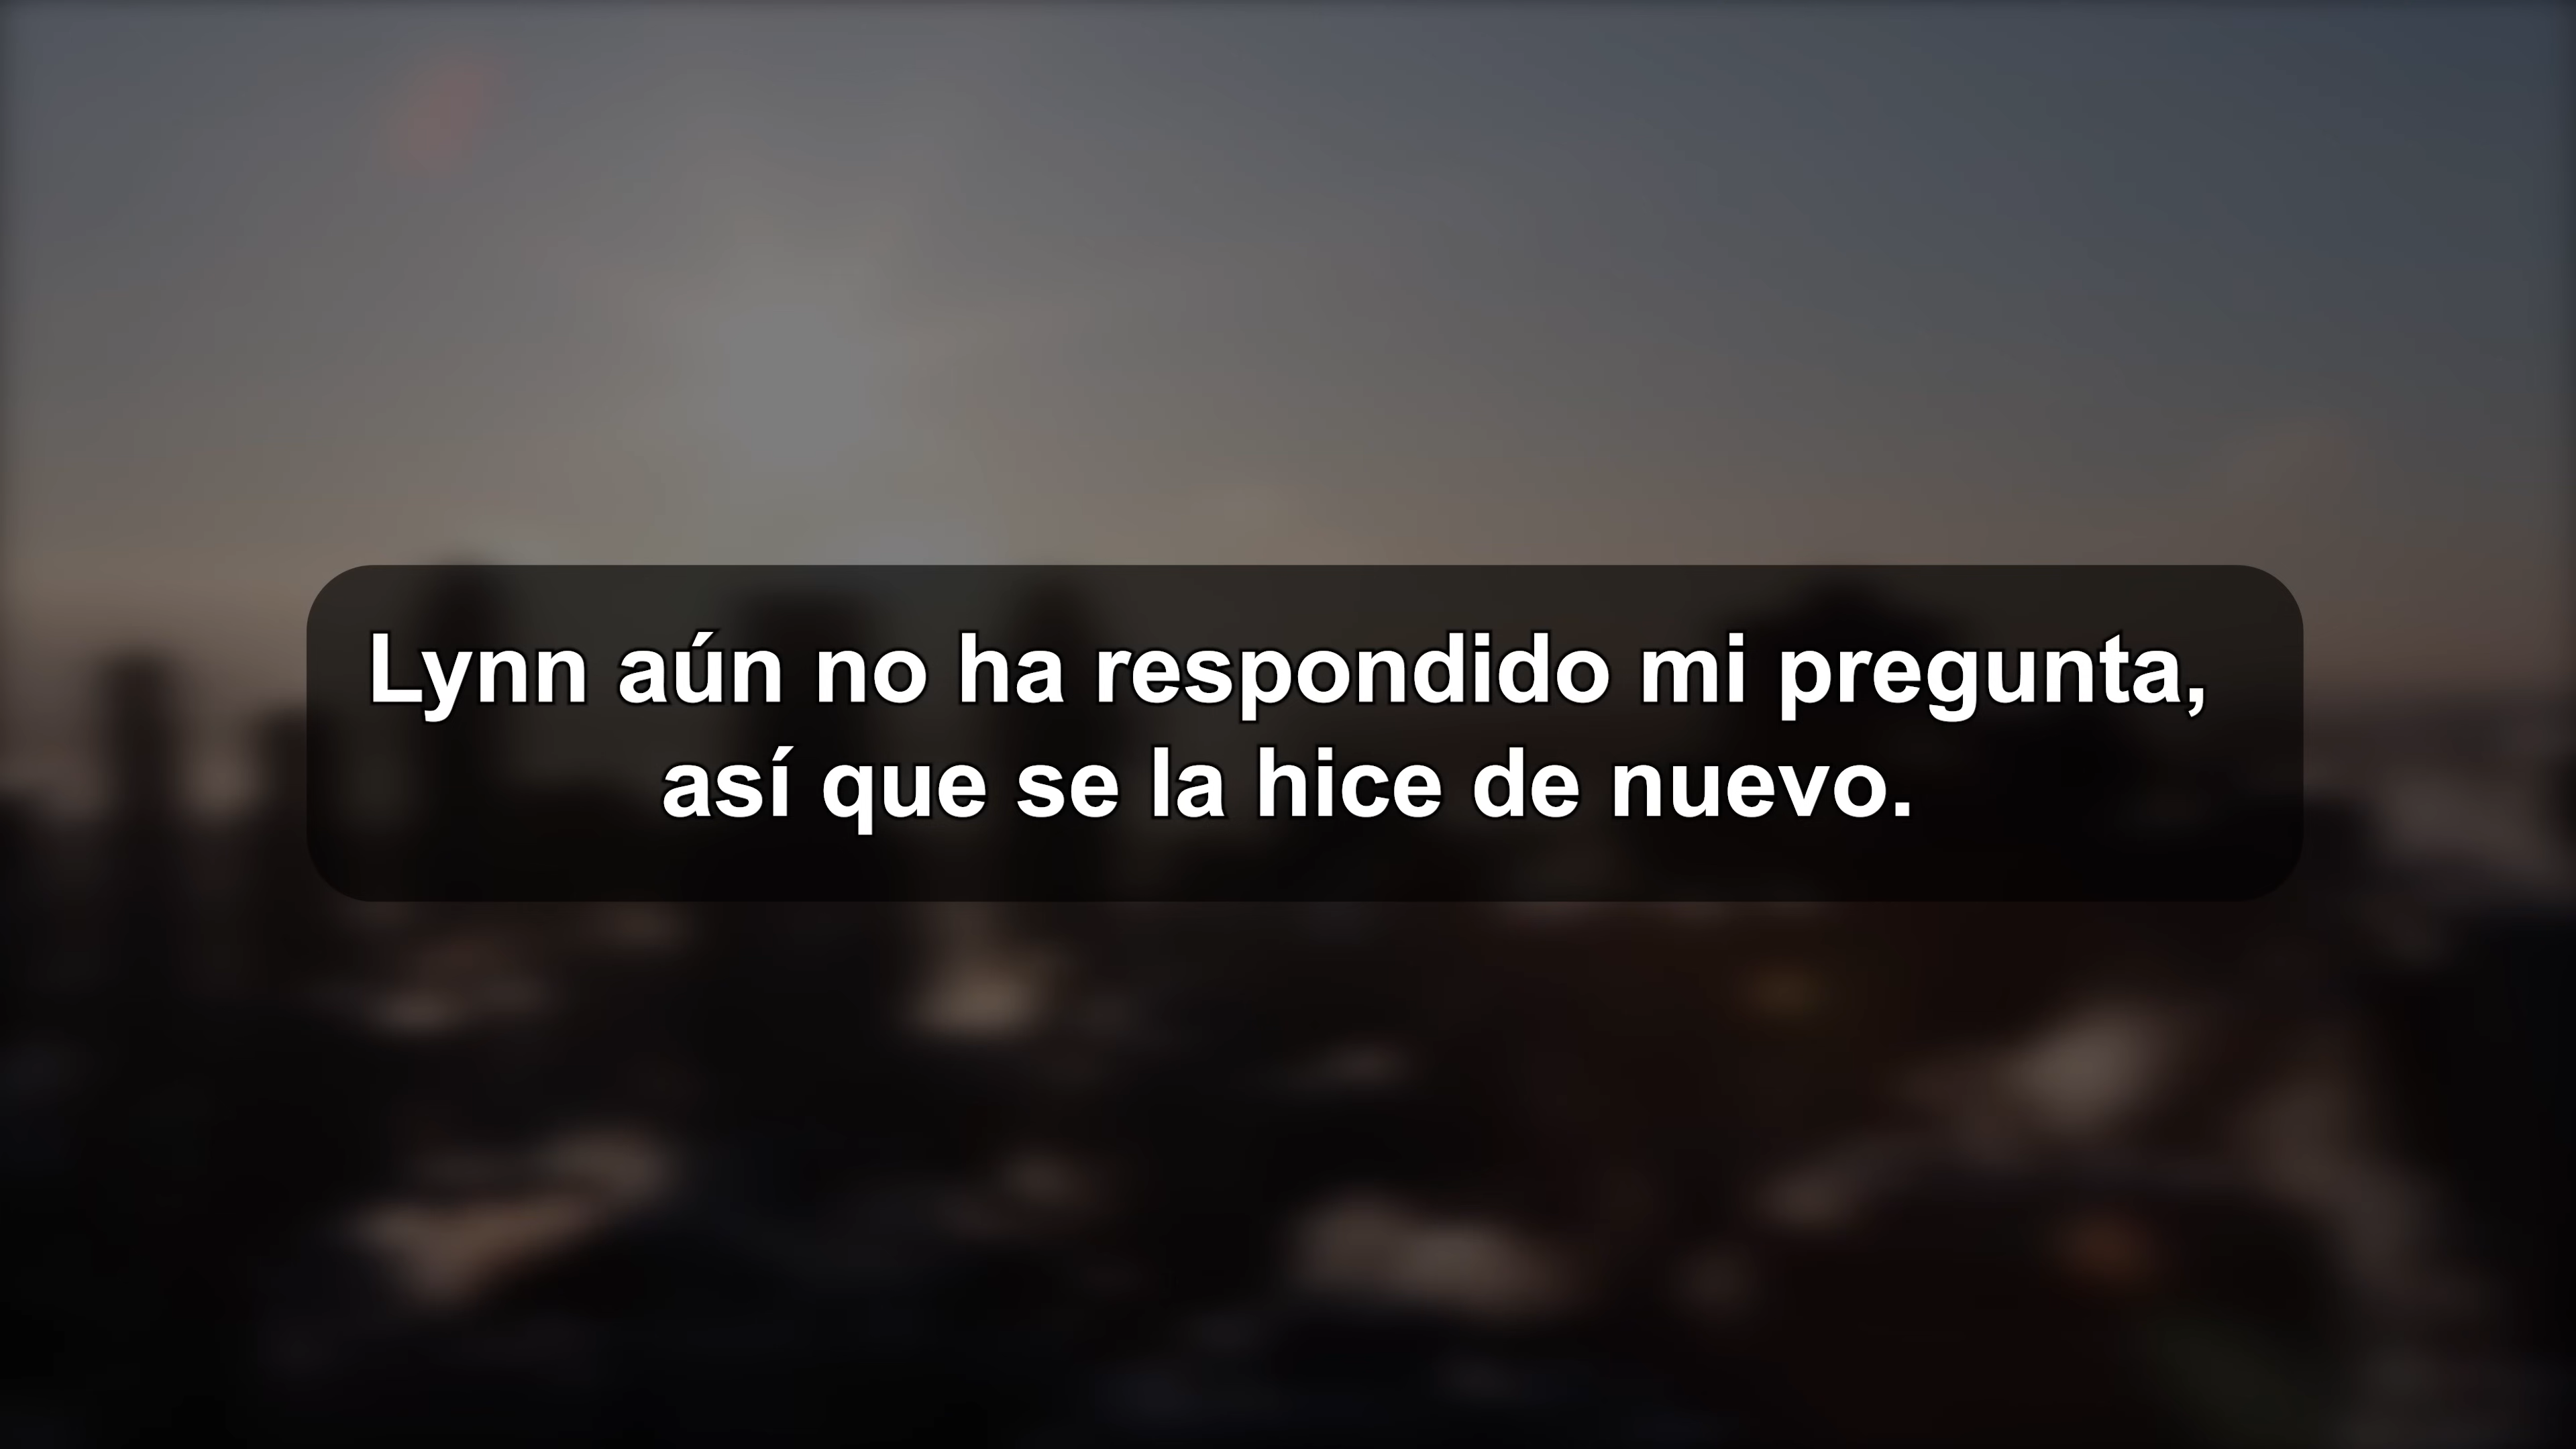 Lynn aún no ha respondido mi pregunta,
así que se la hice de nuevo.